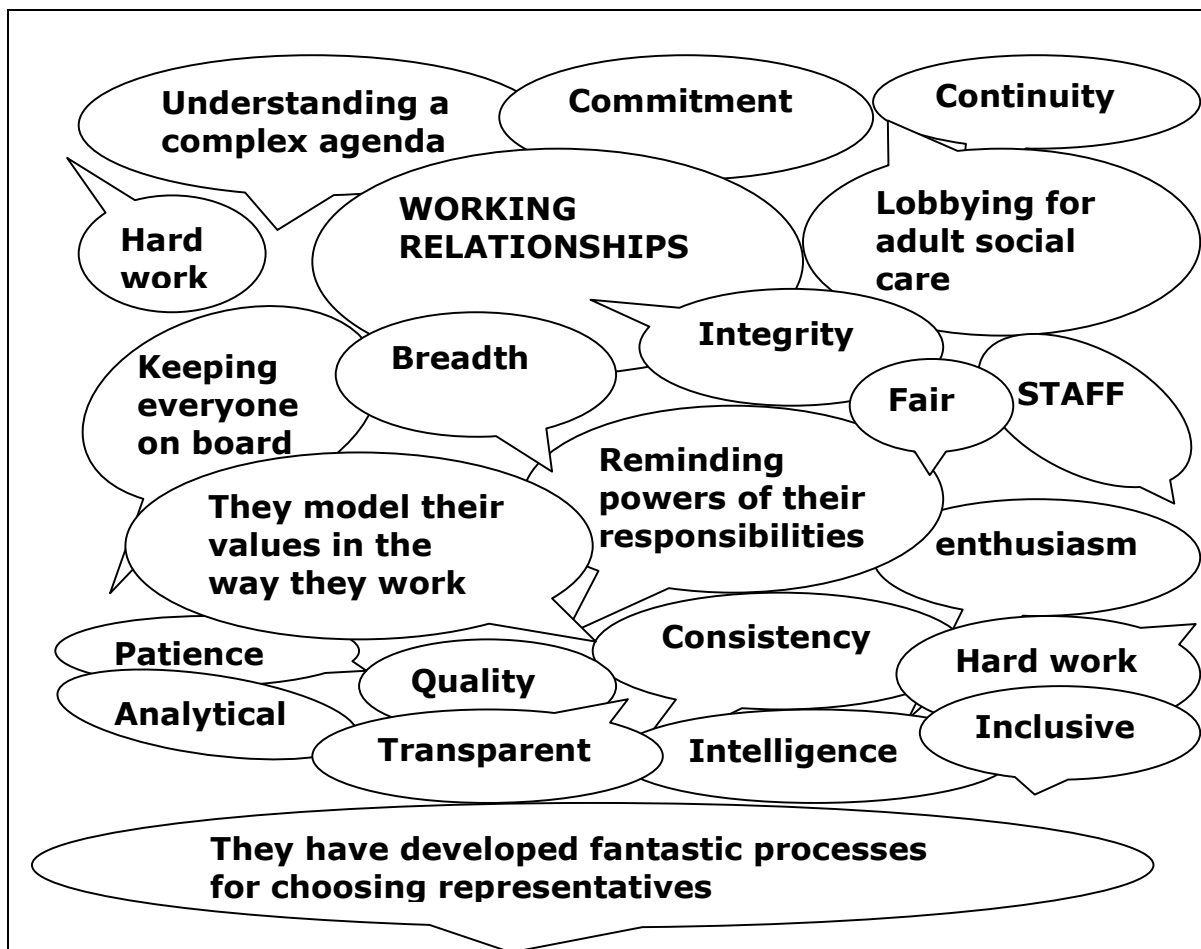 Understanding a
complex agenda
Commitment
Continuity
Hard
work
WORKING
RELATIONSHIPS
Lobbying for
adult social
care
Keeping
everyone
on board
Breadth
Integrity
Fair
STAFF
They model their
values in the
way they work
Reminding
powers of their
responsibilities
enthusiasm
Patience
Analytical
Quality
Consistency
Hard work
Transparent
Intelligence
Inclusive
They have developed fantastic processes
for choosing representatives